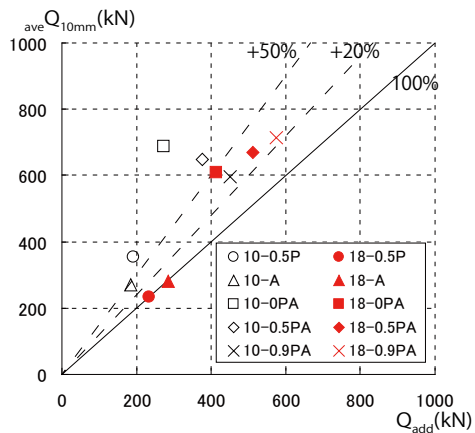 aveQ10mm(kN)
1000
+50%
+20%
100%
800
600
400
200
0
10-0.5P 18-0.5P
10-A 18-A
10-0PA 18-0PA
10-0.5PA 18-0.5PA
10-0.9PA 18-0.9PA
0 200 400 600 800 1000
Qadd(kN)